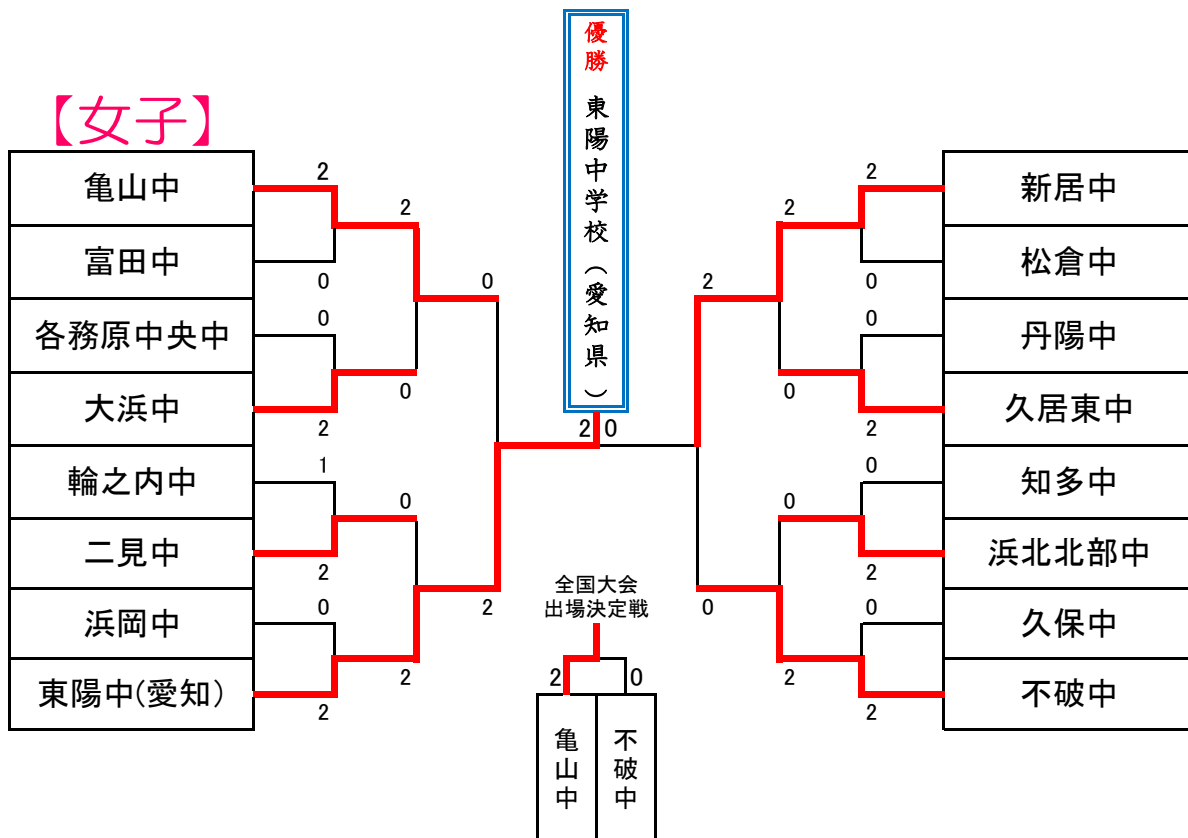 優勝 東陽中学校（愛知県）
【女子】
亀山中
富田中
各務原中央中
大浜中
輪之内中
二見中
浜岡中
東陽中(愛知)
2
0
0
2
1
2
0
2
2
0
0
2
0
2
2 0
2
0
2
0
0
2
2
0
0
2
0
2
0
2
新居中
松倉中
丹陽中
久居東中
知多中
浜北北部中
久保中
不破中
全国大会
出場決定戦
2 0
亀山中
不破中